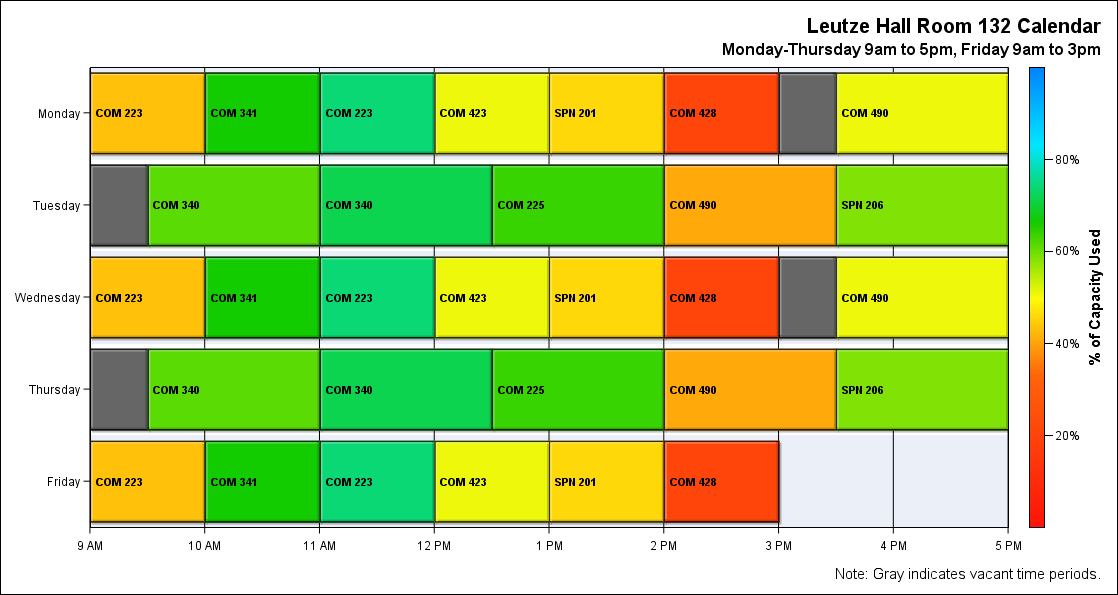 Leutze Hall Room 132 Calendar
Monday-Thursday 9am to 5pm, Friday 9am to 3pm
Monday
COM 223
COM 341
COM 223
COM 423
SPN 201
COM 428
COM 490
Tuesday
COM 340
COM 340
COM 225
COM 490
SPN 206
Wednesday
COM 223
COM 341
COM 223
COM 423
SPN 201
COM 428
COM 490
Thursday
COM 340
COM 340
COM 225
COM 490
SPN 206
Friday
COM 223
COM 341
COM 223
COM 423
SPN 201
COM 428
9 AM
10 AM
11 AM
12 PM
1 PM
2 PM
3 PM
4 PM
5 PM
80%
60%
40%
20%
% of Capacity Used
Note: Gray indicates vacant time periods.